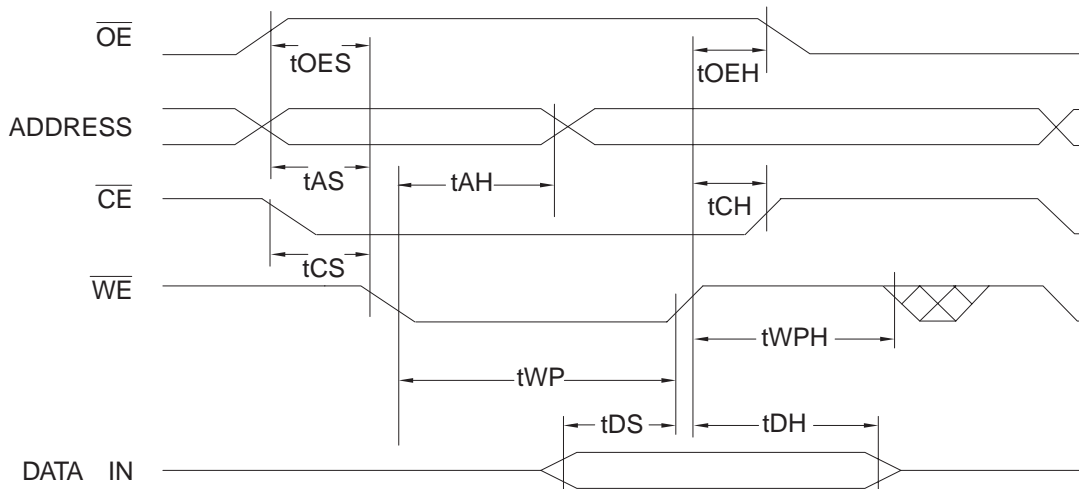 OE
tOES
tOEH
ADDRESS
tAS
tAH
CE
tCH
tCS
WE
tWPH
tWP
tDS
tDH
DATA IN